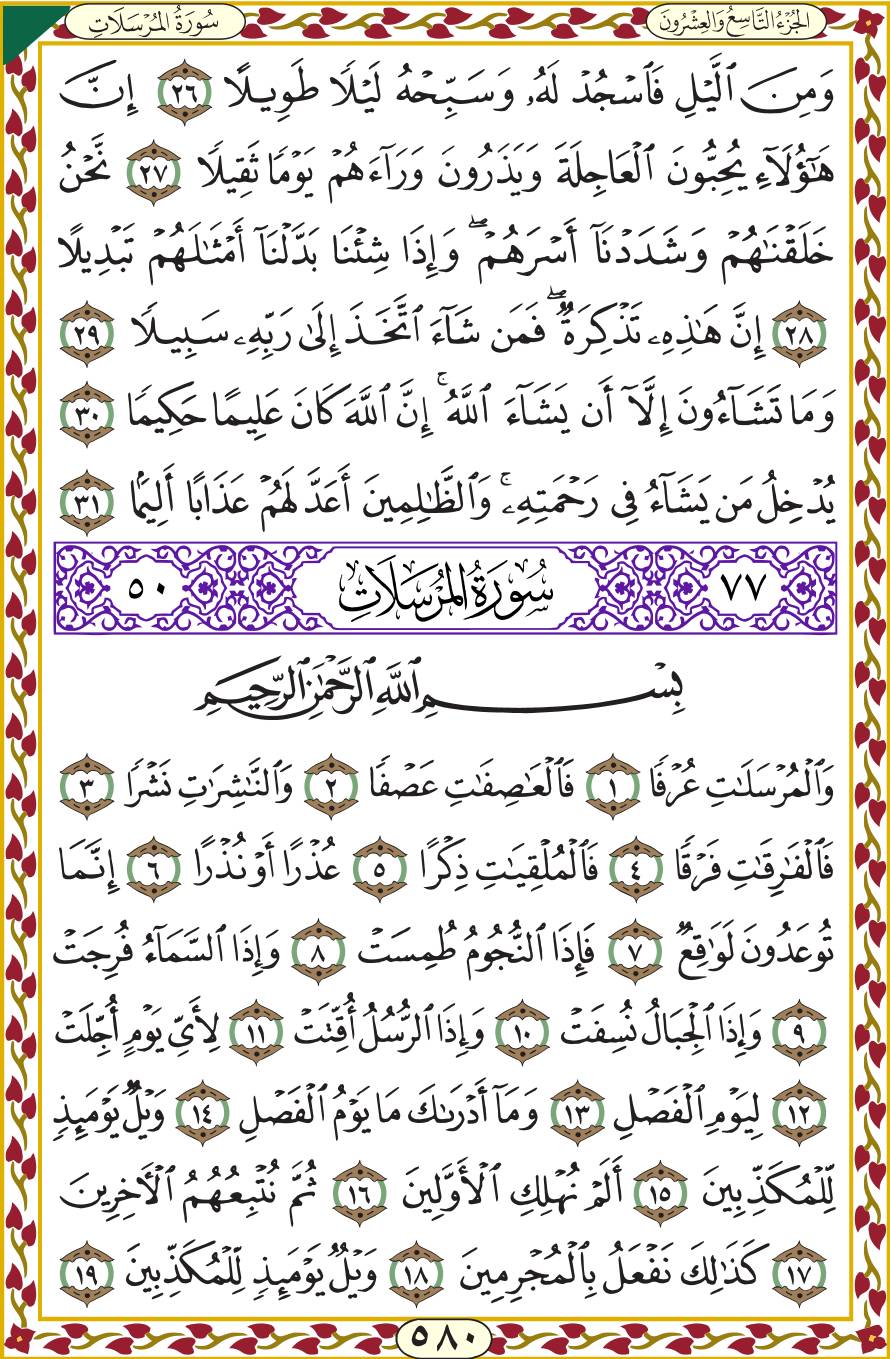 الجُزْءُ التَّاسِعُ وَالعِشْرُونَ
سُورَةُ المُرْسَلَاتِ
وَمِنَ ٱلَّيۡلِ فَٱسۡجُدۡ لَهُۥ وَسَبِّحۡهُ لَيۡلٗا طَوِيلًا ٢٦ إِنَّ
هَٰٓؤُلَآءِ يُحِبُّونَ ٱلۡعَاجِلَةَ وَيَذَرُونَ وَرَآءَهُمۡ يَوۡمٗا ثَقِيلٗا ٢٧ نَّحۡنُ
خَلَقۡنَٰهُمۡ وَشَدَدۡنَآ أَسۡرَهُمۡۖ وَإِذَا شِئۡنَا بَدَّلۡنَآ أَمۡثَٰلَهُمۡ تَبۡدِيلًا
٢٨ إِنَّ هَٰذِهِۦ تَذۡكِرَةٞۖ فَمَن شَآءَ ٱتَّخَذَ إِلَىٰ رَبِّهِۦ سَبِيلٗا ٢٩
وَمَا تَشَآءُونَ إِلَّآ أَن يَشَآءَ ٱللَّهُۚ إِنَّ ٱللَّهَ كَانَ عَلِيمًا حَكِيمٗا ٣٠
يُدۡخِلُ مَن يَشَآءُ فِي رَحۡمَتِهِۦۚ وَٱلظَّٰلِمِينَ أَعَدَّ لَهُمۡ عَذَابًا أَلِيمَۢا ٣١
٧٧ سُورَةُ المُرْسَلَاتِ ٥٠
بِسۡمِ ٱللَّهِ ٱلرَّحۡمَٰنِ ٱلرَّحِيمِ
وَٱلۡمُرۡسَلَٰتِ عُرۡفٗا ١ فَٱلۡعَٰصِفَٰتِ عَصۡفٗا ٢ وَٱلنَّٰشِرَٰتِ نَشۡرٗا ٣
فَٱلۡفَٰرِقَٰتِ فَرۡقٗا ٤ فَٱلۡمُلۡقِيَٰتِ ذِكۡرًا ٥ عُذۡرًا أَوۡ نُذۡرًا ٦ إِنَّمَا
تُوعَدُونَ لَوَٰقِعٞ ٧ فَإِذَا ٱلنُّجُومُ طُمِسَتۡ ٨ وَإِذَا ٱلسَّمَآءُ فُرِجَتۡ
٩ وَإِذَا ٱلۡجِبَالُ نُسِفَتۡ ١٠ وَإِذَا ٱلرُّسُلُ أُقِّتَتۡ ١١ لِأَيِّ يَوۡمٍ أُجِّلَتۡ
١٢ لِيَوۡمِ ٱلۡفَصۡلِ ١٣ وَمَآ أَدۡرَىٰكَ مَا يَوۡمُ ٱلۡفَصۡلِ ١٤ وَيۡلٞ يَوۡمَئِذٖ
لِّلۡمُكَذِّبِينَ ١٥ أَلَمۡ نُهۡلِكِ ٱلۡأَوَّلِينَ ١٦ ثُمَّ نُتۡبِعُهُمُ ٱلۡأٓخِرِينَ
١٧ كَذَٰلِكَ نَفۡعَلُ بِٱلۡمُجۡرِمِينَ ١٨ وَيۡلٞ يَوۡمَئِذٖ لِّلۡمُكَذِّبِينَ ١٩
٥٨٠